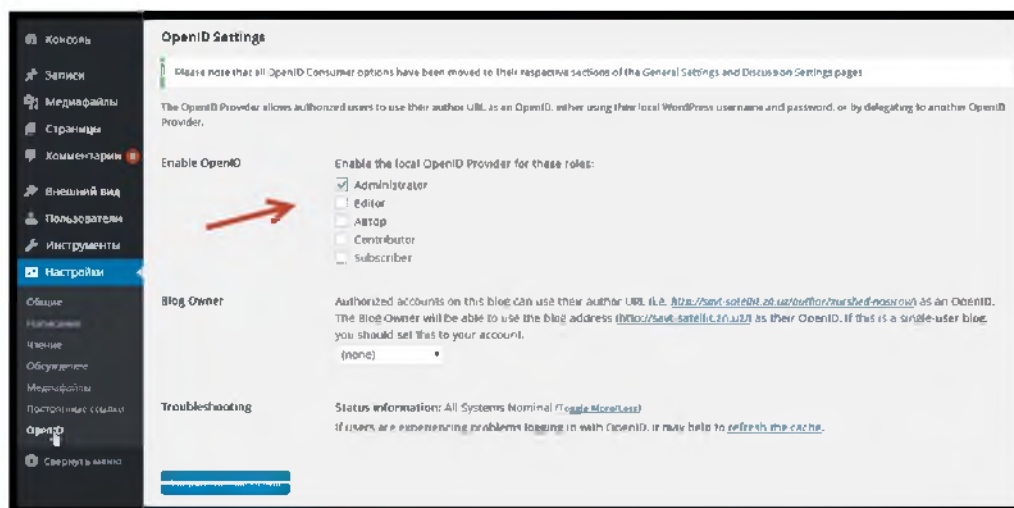 Консоль
Записи
Медиафайлы
Страницы
Комментарии
Внешний вид
Пользователи
Инструменты
Настройки
Общие
Написание
Чтение
Обсуждение
Медиафайлы
Постоянные ссылки
OpenID
Свернуть меню
OpenID Settings
Please note that all OpenID Consumer options have been moved to their respective sections of the General Settings and Discussion Settings pages
The OpenID Provider allows authorized users to use their author URL as an OpenID, either using their local WordPress username and password, or by delegating to another OpenID
Provider.
Enable OpenID
Enable the local OpenID Provider for these roles:
Administrator
Editor
Автор
Contributor
Subscriber
Blog Owner
Authorized accounts on this blog can use their author URL (i.e. as an OpenID.
The Blog Owner will be able to use the blog address as their OpenID. If this is a single-user blog,
you should set this to your account.
(none)
Troubleshooting
Status information: All Systems Nominal (Toggle More/Less)
If users are experiencing problems logging in with OpenID, it may help to refresh the cache.